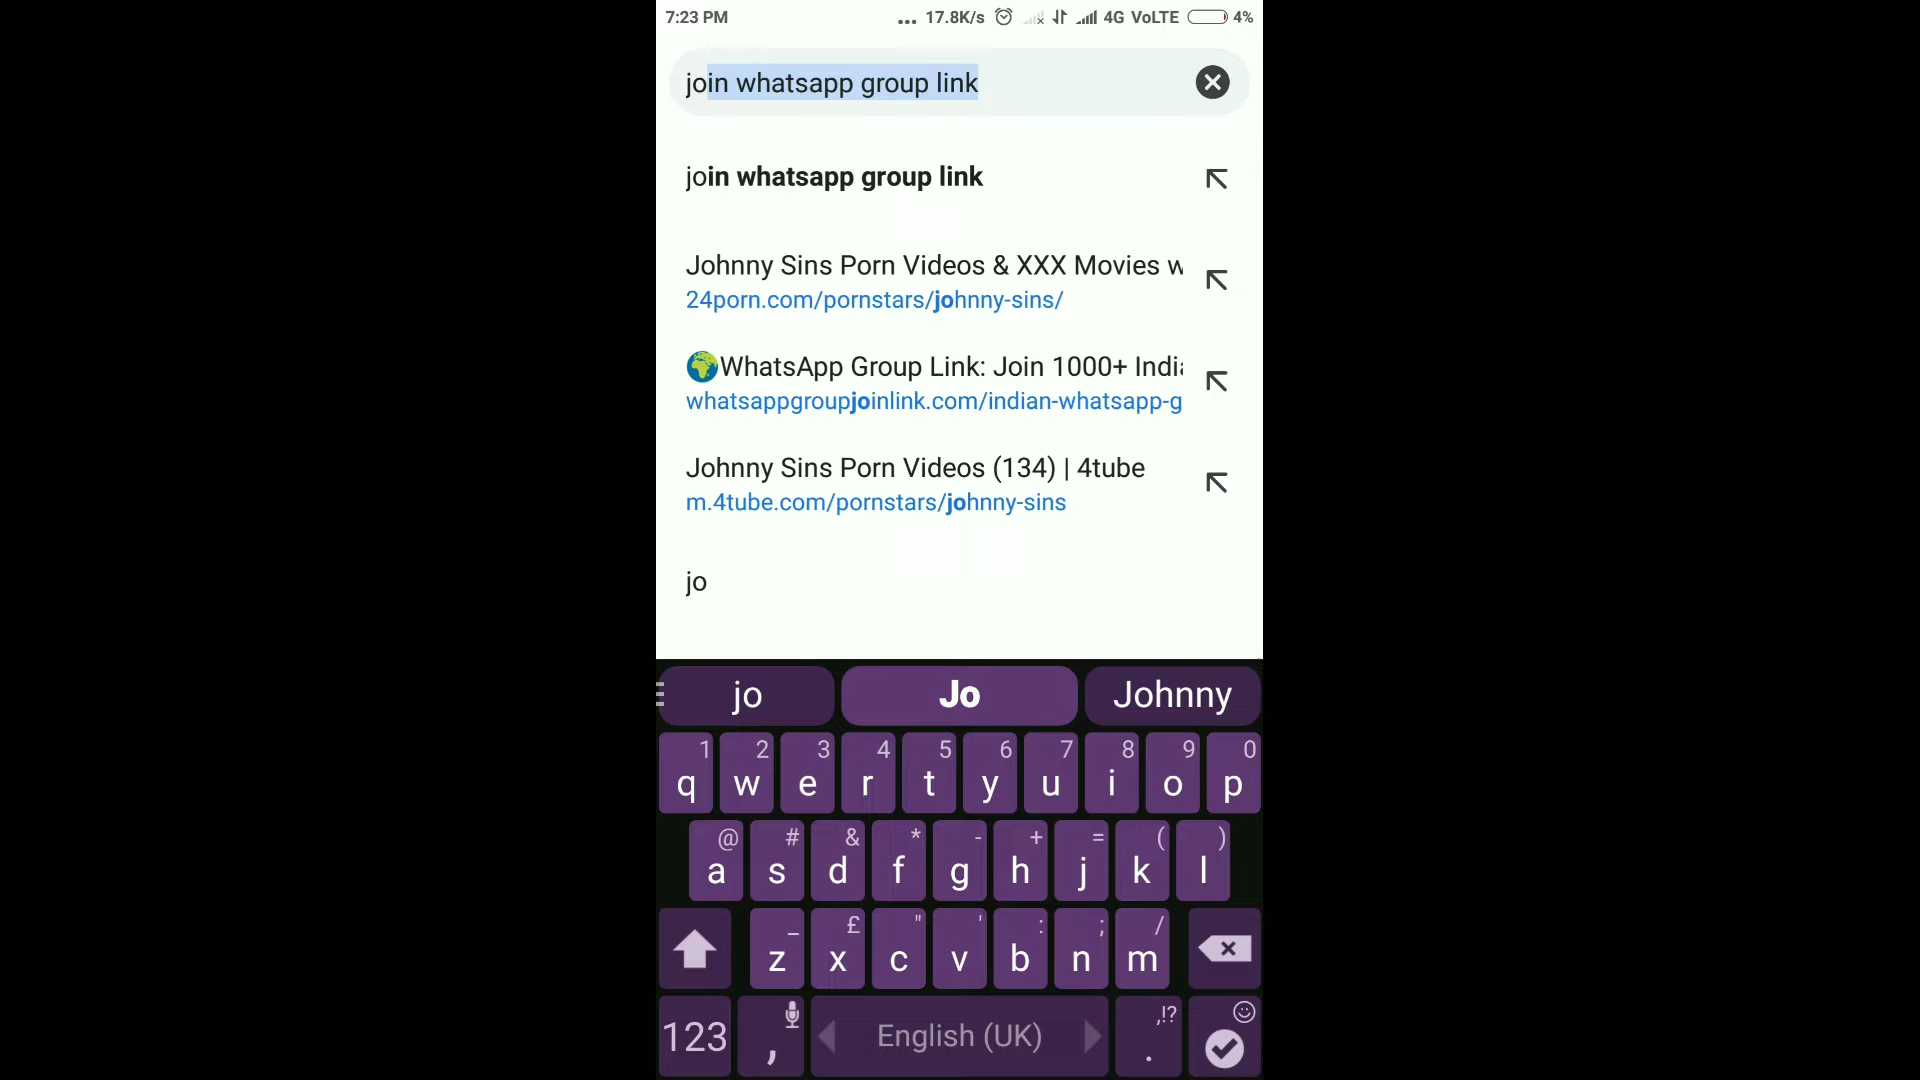 7:23 PM ... 17.8K/s 4G VoLTE 4%
join whatsapp group link
join whatsapp group link
Johnny Sins Porn Videos & XXX Movies w
24porn.com/pornstars/johnny-sins/
WhatsApp Group Link: Join 1000+ India
whatsappgroupjoinlink.com/indian-whatsapp-g
Johnny Sins Porn Videos (134) | 4tube
m.4tube.com/pornstars/johnny-sins
jo
jo Jo Johnny
1 2 3 4 5 6 7 8 9 0
q w e r t y u i o p
@ # & * - + = ( )
a s d f g h j k l
_ £ " ' : ; /
z x c v b n m
,!?
123 , English (UK) .